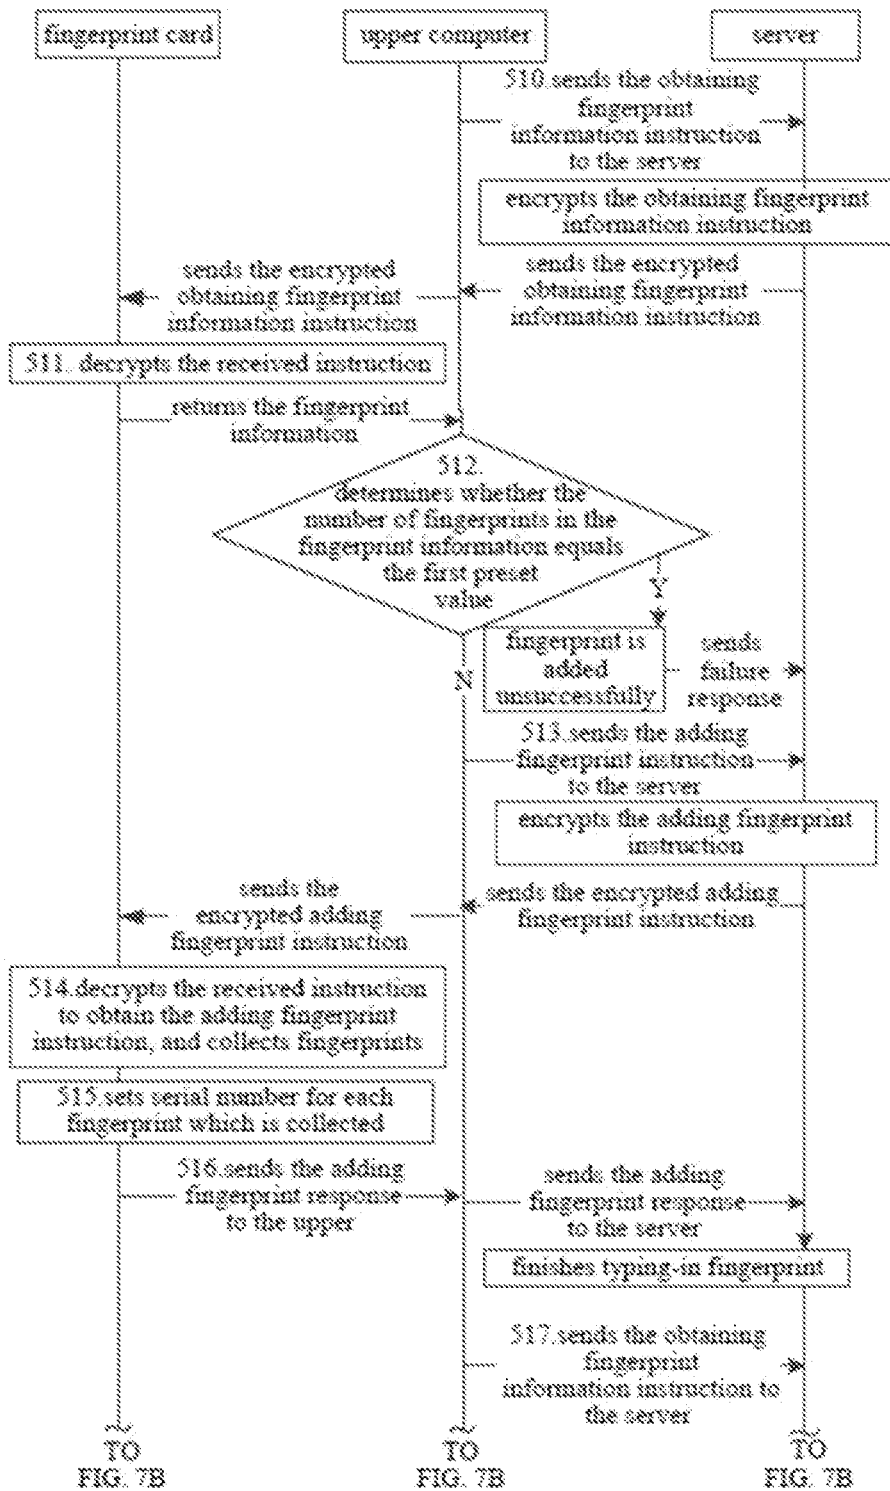 fingerprint card
upper computer
server
510.sends the obtaining
fingerprint
information instruction
to the server
encrypts the obtaining fingerprint
information instruction
sends the encrypted
obtaining fingerprint
information instruction
sends the encrypted
obtaining fingerprint
information instruction
511. decrypts the received instruction
returns the fingerprint
information
512.
determines whether the
number of fingerprints in the
fingerprint information equals
the first preset
value
Y
fingerprint is
added
unsuccessfully
sends
failure
response
N
513.sends the adding
fingerprint instruction
to the server
encrypts the adding fingerprint
instruction
sends the encrypted adding
fingerprint instruction
sends the
encrypted adding
fingerprint instruction
514.decrypts the received instruction
to obtain the adding fingerprint
instruction, and collects fingerprints
515.sets serial number for each
fingerprint which is collected
516.sends the adding
fingerprint response
to the upper
sends the adding
fingerprint response
to the server
finishes typing-in fingerprint
517.sends the obtaining
fingerprint
information instruction to
the server
TO
FIG. 7B
TO
FIG. 7B
TO
FIG. 7B